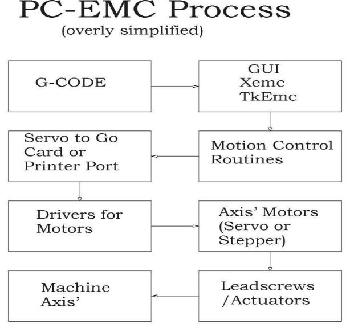 PC-EMC Process
(overly simplified)
G-CODE
GUI
Xemc
TkEmc
Servo to Go
Card or
Printer Port
Motion Control
Routines
Drivers for
Motors
Axis' Motors
(Servo or
Stepper)
Machine
Axis'
Leadscrews
/Actuators